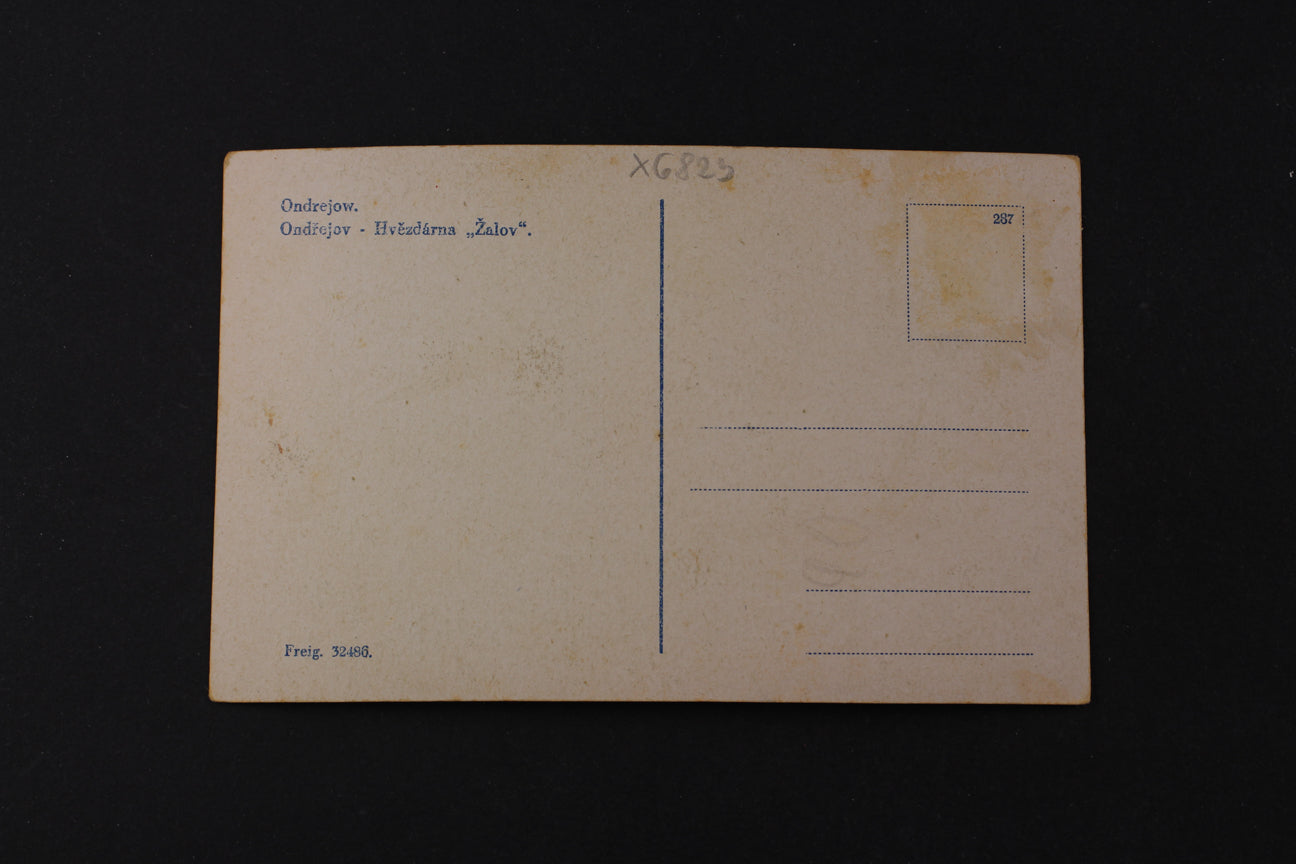 X6823
Ondrejow.
Ondřejov - Hvězdárna „Žalov“.
287
Freig. 32486.